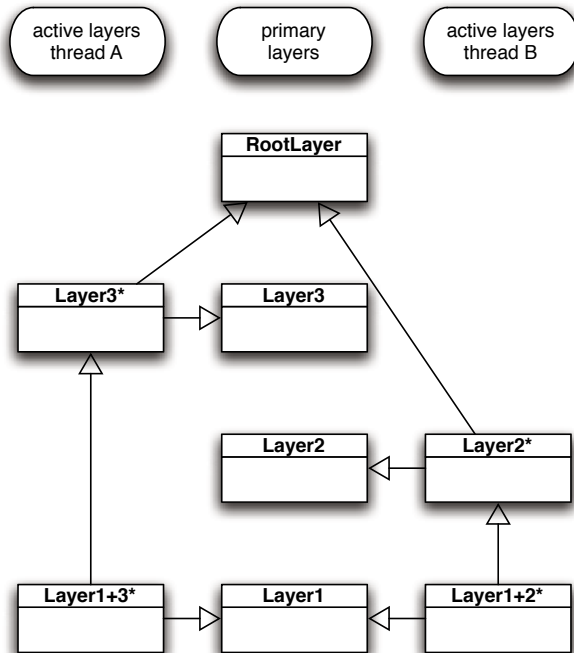 active layers
thread A
primary
layers
active layers
thread B
RootLayer
Layer3*
Layer3
Layer2
Layer2*
Layer1+3*
Layer1
Layer1+2*